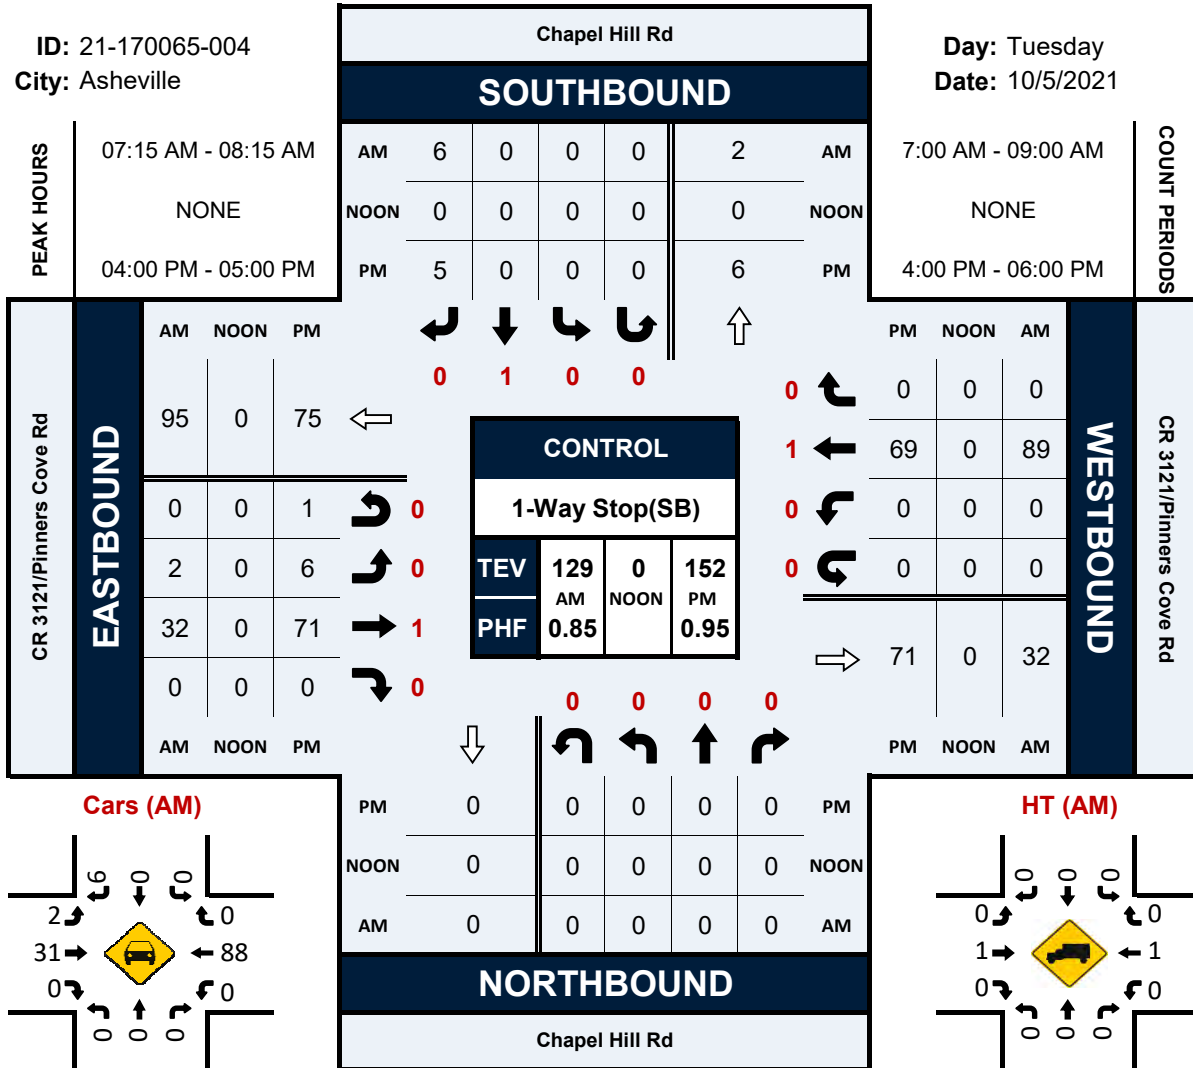 Chapel Hill Rd
ID: 21-170065-004
City: Asheville
Day: Tuesday
Date: 10/5/2021
SOUTHBOUND
PEAK HOURS
07:15 AM - 08:15 AM
NONE
04:00 PM - 05:00 PM
AM 6 0 0 0 2 AM
NOON 0 0 0 0 0 NOON
PM 5 0 0 0 6 PM
7:00 AM - 09:00 AM
NONE
4:00 PM - 06:00 PM
COUNT PERIODS
0 1 0 0
CR 3121/Pinners Cove Rd
EASTBOUND
AM NOON PM
95 0 75
0 0 1 0
2 0 6 0
32 0 71 1
0 0 0 0
AM NOON PM
CONTROL
1-Way Stop(SB)
TEV 129 0 152
AM NOON PM
PHF 0.85 0.95
PM NOON AM
0 0 0 0
1 69 0 89
0 0 0 0
0 0 0 0
71 0 32
PM NOON AM
WESTBOUND
CR 3121/Pinners Cove Rd
0 0 0 0
PM 0 0 0 0 0 PM
NOON 0 0 0 0 0 NOON
AM 0 0 0 0 0 AM
NORTHBOUND
Chapel Hill Rd
Cars (AM)
6 0 0
2 0
31 88
0 0
0 0 0
HT (AM)
0 0 0
0 0
1 1
0 0
0 0 0